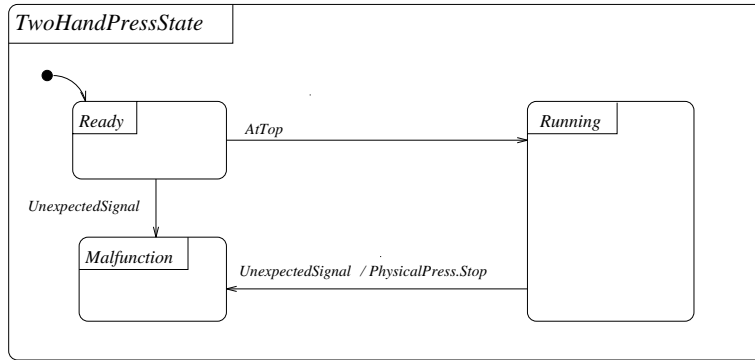 TwoHandPressState
Ready
Running
AtTop
UnexpectedSignal
Malfunction
UnexpectedSignal / PhysicalPress.Stop